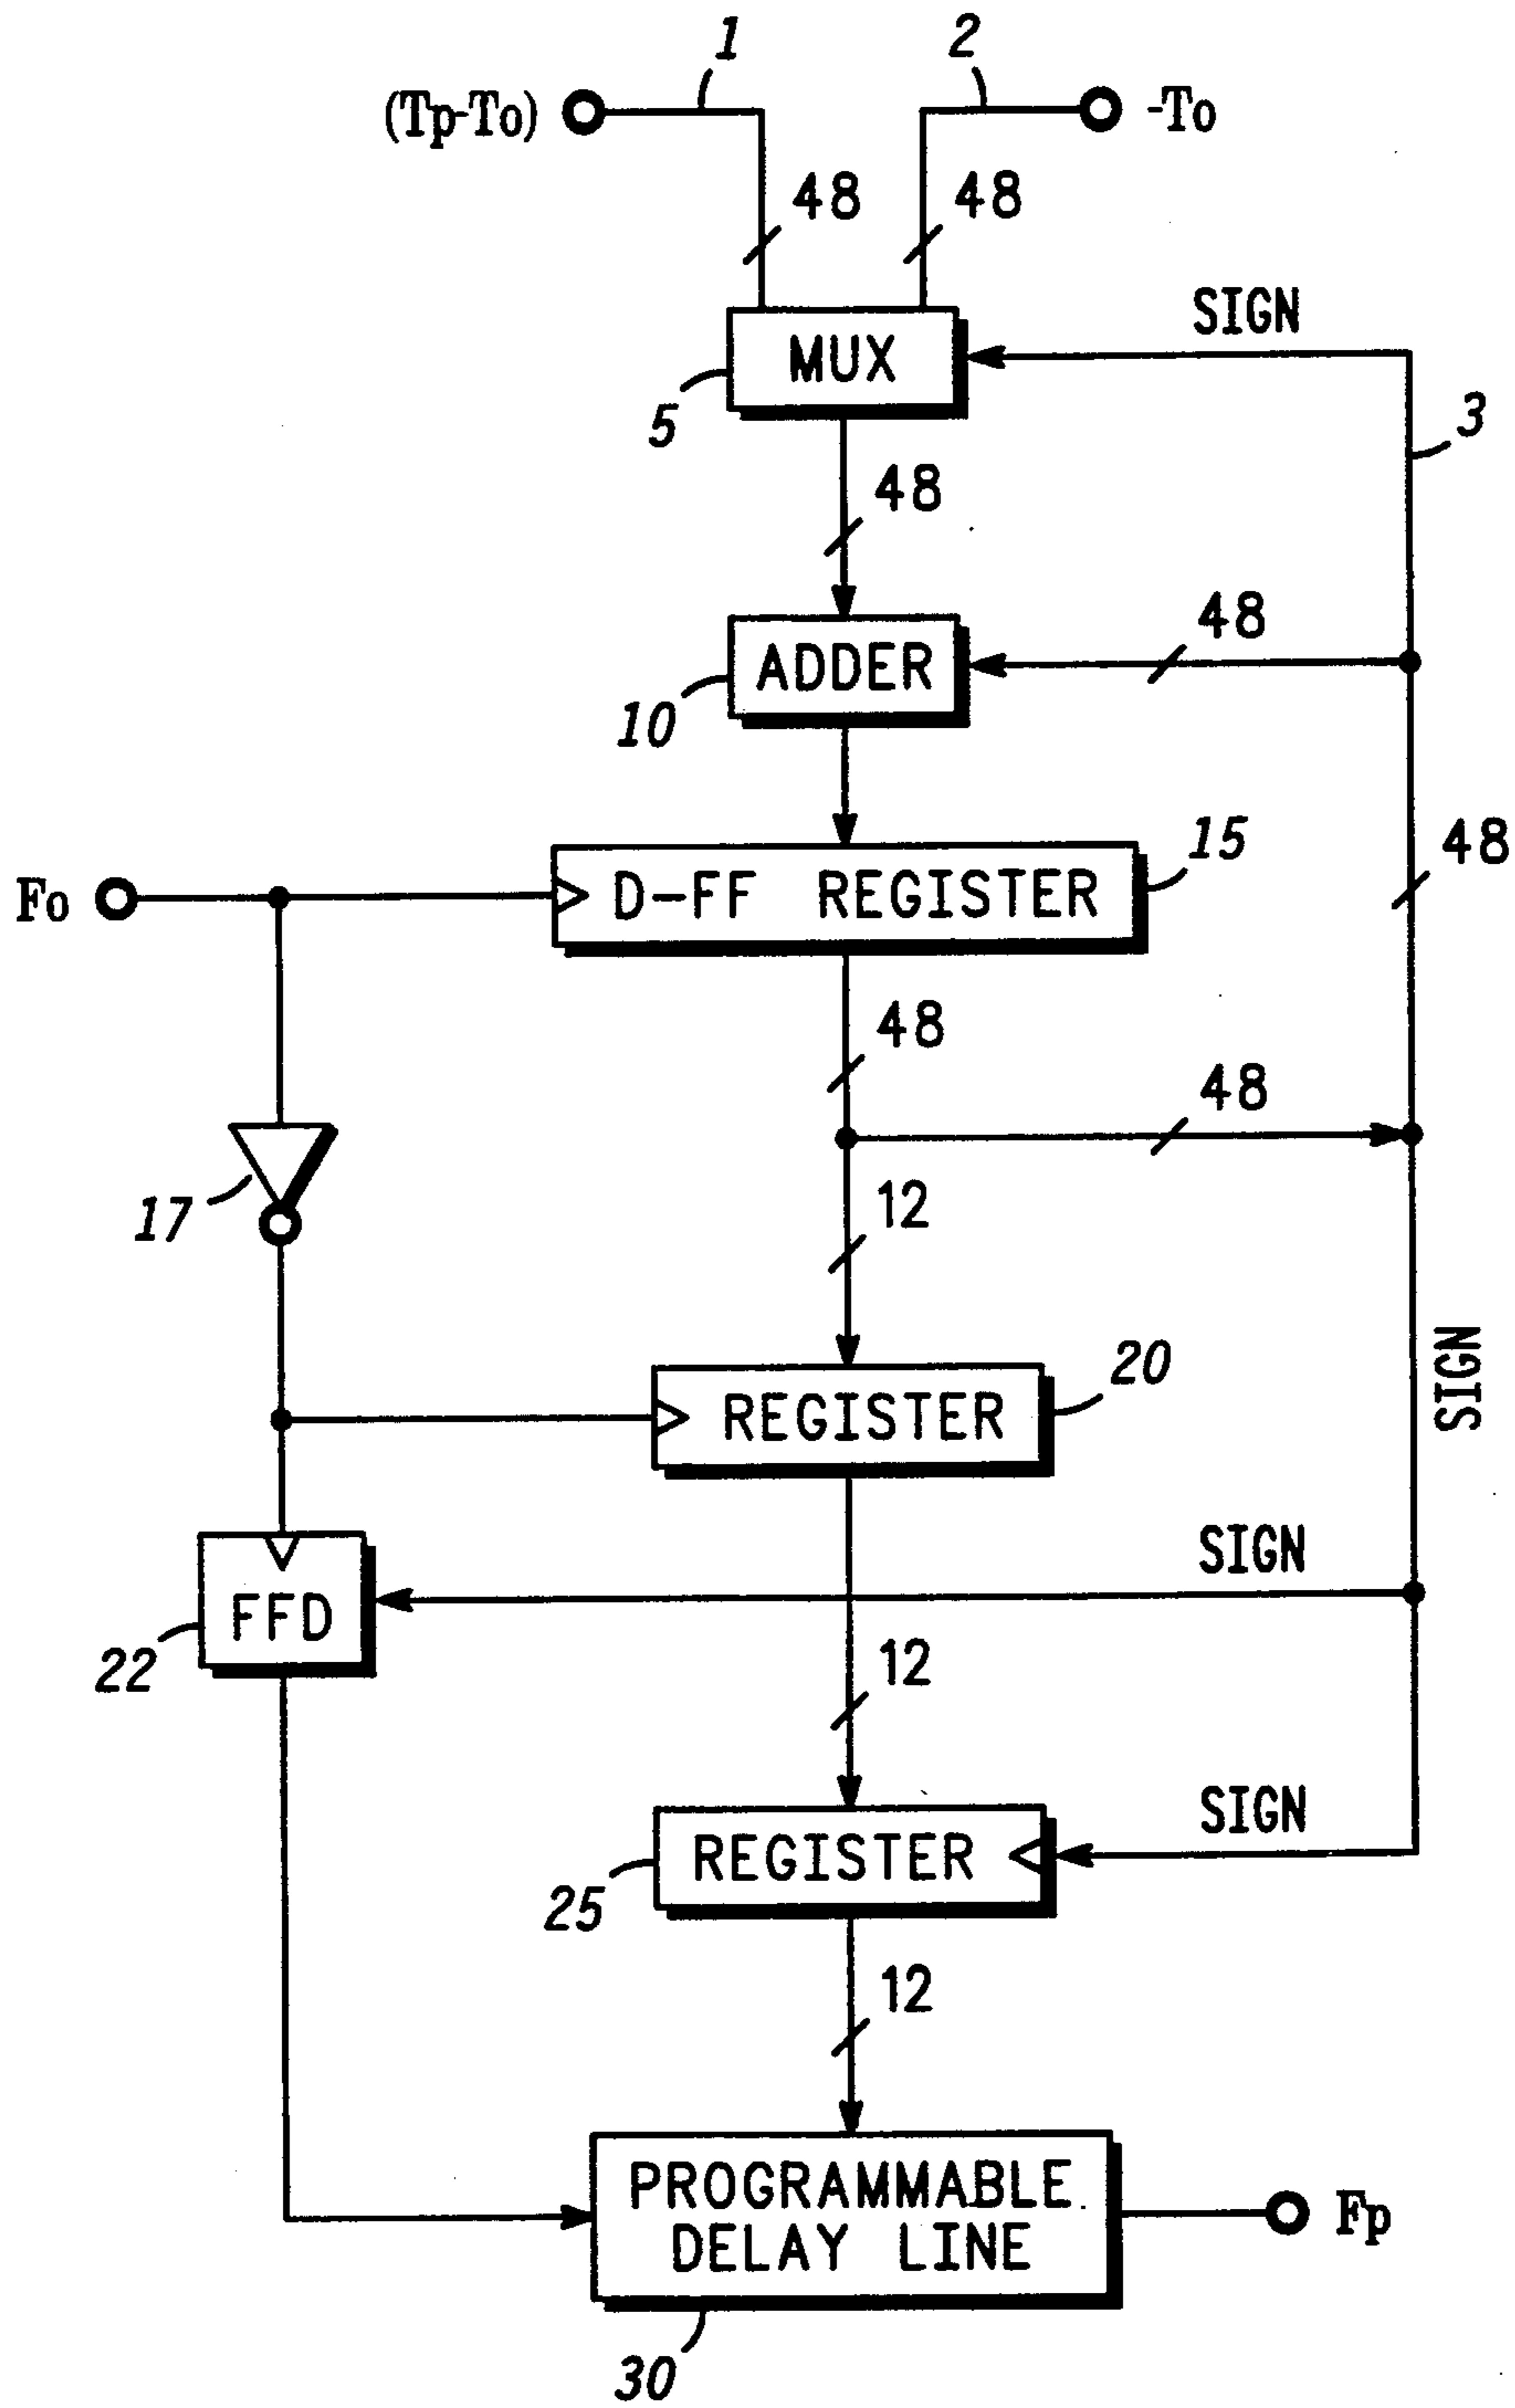 1
2
(Tp-To)
-To
48
48
SIGN
MUX
5
3
48
48
ADDER
10
15
48
Fo
D-FF REGISTER
48
48
17
12
20
SIGN
REGISTER
SIGN
FFD
22
12
SIGN
REGISTER
25
12
PROGRAMMABLE
DELAY LINE
Fp
30